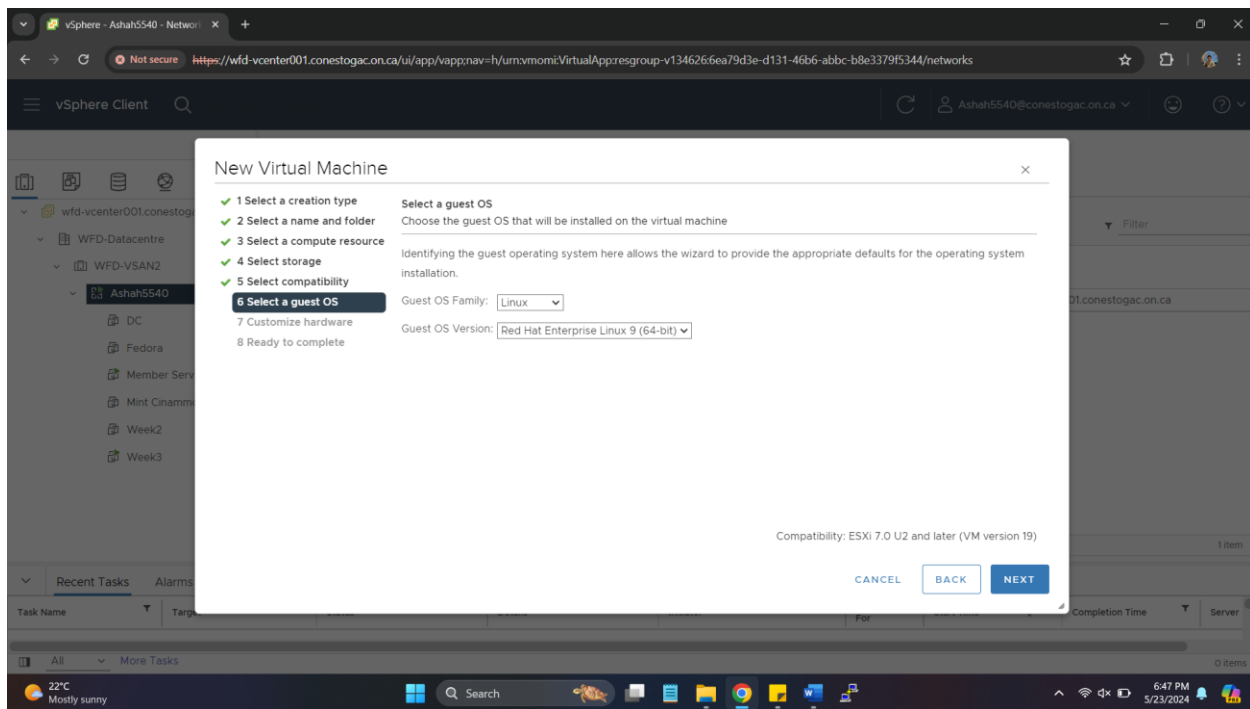 vSphere - Ashah5540 - Networ
Not secure https://wfd-vcenter001.conestogac.on.ca/ui/app/vapp;nav=h/urn:vmomi:VirtualApp:resgroup-v134626:6ea79d3e-d131-46b6-abbc-b8e3379f5344/networks
vSphere Client
Ashah5540@conestogac.on.ca
New Virtual Machine
1 Select a creation type
2 Select a name and folder
3 Select a compute resource
4 Select storage
5 Select compatibility
6 Select a guest OS
7 Customize hardware
8 Ready to complete
Select a guest OS
Choose the guest OS that will be installed on the virtual machine
Identifying the guest operating system here allows the wizard to provide the appropriate defaults for the operating system
installation.
Guest OS Family: Linux
Guest OS Version: Red Hat Enterprise Linux 9 (64-bit)
Compatibility: ESXi 7.0 U2 and later (VM version 19)
CANCEL BACK NEXT
wfd-vcenter001.conestoga
WFD-Datacentre
WFD-VSAN2
Ashah5540
DC
Fedora
Member Serv
Mint Cinammo
Week2
Week3
Filter
01.conestogac.on.ca
1 item
Recent Tasks Alarms
Task Name Targe For Completion Time Server
All More Tasks 0 items
22°C
Mostly sunny
Search
6:47 PM
5/23/2024